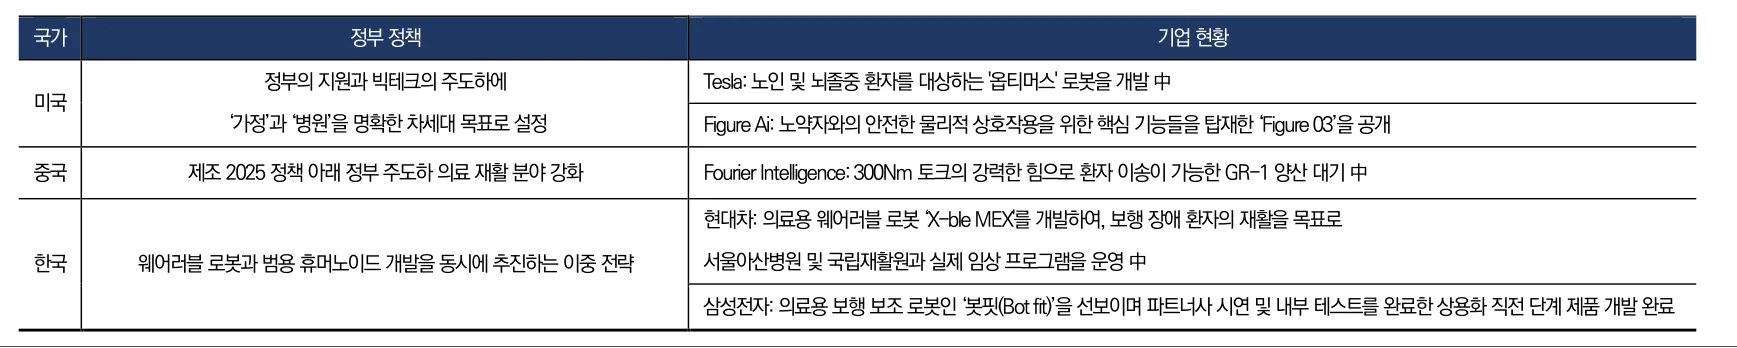 국가 정부 정책 기업 현황
미국
정부의 지원과 빅테크의 주도하에
‘가정’과 ‘병원’을 명확한 차세대 목표로 설정
Tesla: 노인 및 뇌졸중 환자를 대상하는 '옵티머스' 로봇을 개발 中
Figure Ai: 노약자와의 안전한 물리적 상호작용을 위한 핵심 기능들을 탑재한 ‘Figure 03’을 공개
중국 제조 2025 정책 아래 정부 주도하 의료 재활 분야 강화 Fourier Intelligence: 300Nm 토크의 강력한 힘으로 환자 이송이 가능한 GR-1 양산 대기 中
한국 웨어러블 로봇과 범용 휴머노이드 개발을 동시에 추진하는 이중 전략
현대차: 의료용 웨어러블 로봇 ‘X-ble MEX'를 개발하여, 보행 장애 환자의 재활을 목표로
서울아산병원 및 국립재활원과 실제 임상 프로그램을 운영 中
삼성전자: 의료용 보행 보조 로봇인 ‘봇핏(Bot fit)’을 선보이며 파트너사 시연 및 내부 테스트를 완료한 상용화 직전 단계 제품 개발 완료